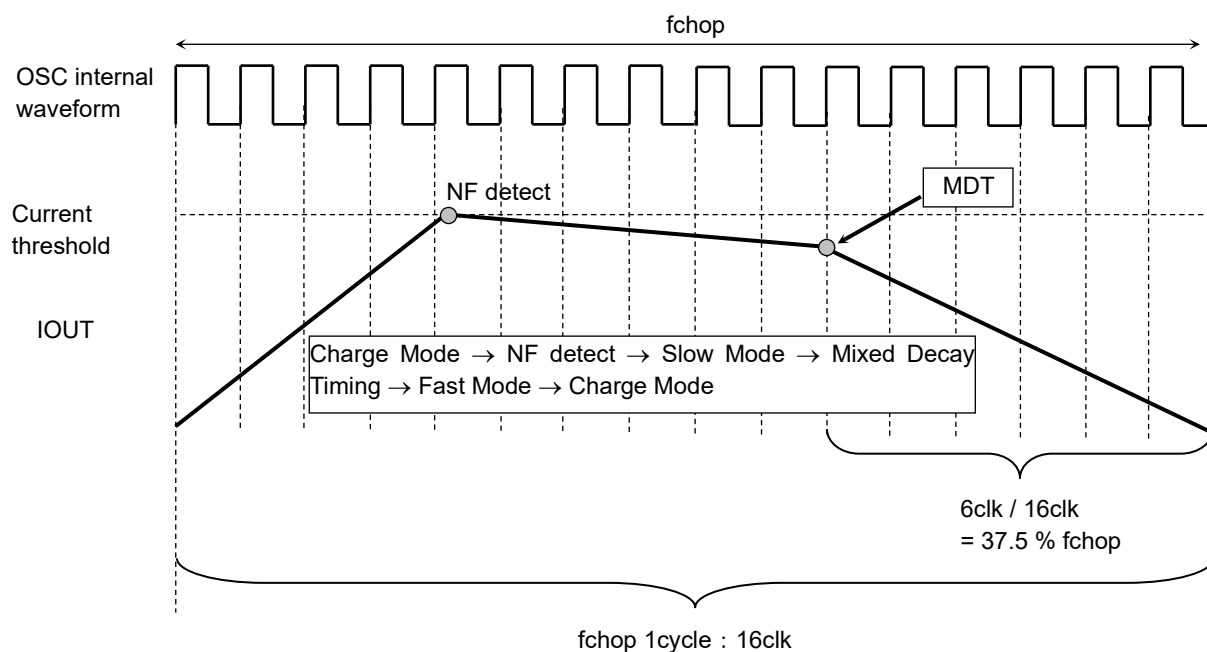 fchop
OSC internal
waveform
NF detect
MDT
Current
threshold
IOUT
Charge Mode → NF detect → Slow Mode → Mixed Decay
Timing → Fast Mode → Charge Mode
6clk / 16clk
= 37.5 % fchop
fchop 1cycle : 16clk